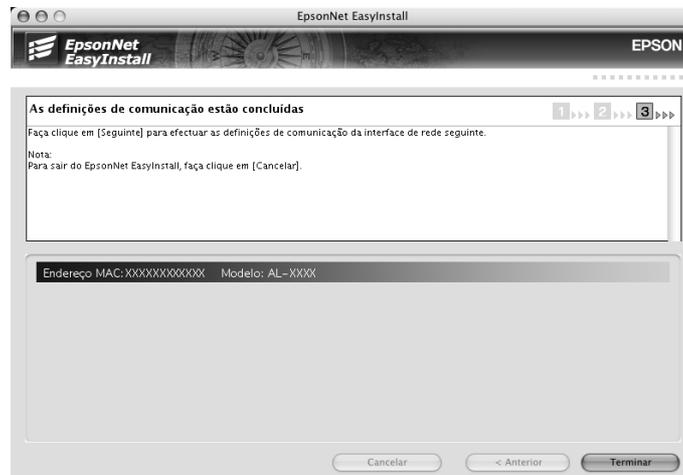 EpsonNet EasyInstall
EpsonNet
EasyInstall
EPSON
As definições de comunicação estão concluídas
1 2 3
Faça clique em [Seguinte] para efectuar as definições de comunicação da interface de rede seguinte.
Nota:
Para sair do EpsonNet EasyInstall, faça clique em [Cancelar].
Endereço MAC:XXXXXXXXXXXX Modelo: AL-XXXX
Cancelar
< Anterior
Terminar